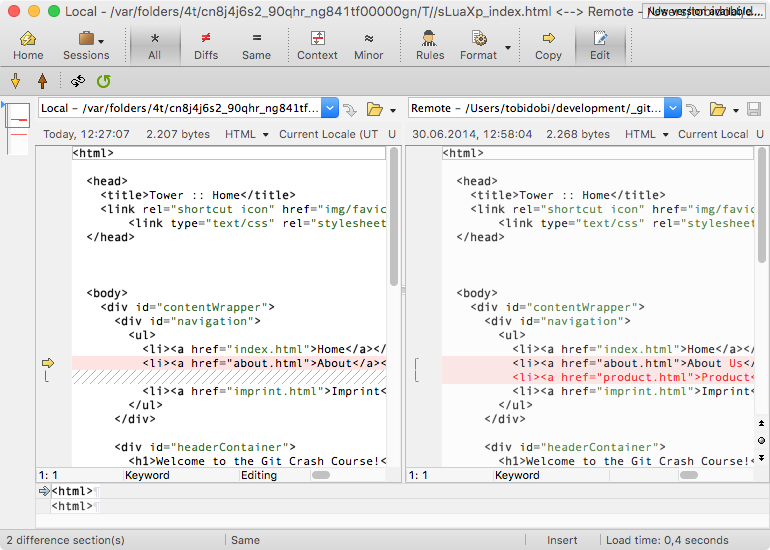 Local – /var/folders/4t/cn8j4j6s2_90qhr_ng841tf00000gn/T//sLuaXp_index.html <--> Remote –
Home Sessions All Diffs Same Context Minor Rules Format Copy Edit
Local – /var/folders/4t/cn8j4j6s2_90qhr_ng841tf...
Today, 12:27:07 2.207 bytes HTML Current Locale (UT U
<html>
<head>
<title>Tower :: Home</title>
<link rel="shortcut icon" href="img/favic
<link type="text/css" rel="stylesheet
</head>
<body>
<div id="contentWrapper">
<div id="navigation">
<ul>
<li><a href="index.html">Home</a></
<li><a href="about.html">About</a><
<li><a href="imprint.html">Imprint<
</ul>
</div>
<div id="headerContainer">
<h1>Welcome to the Git Crash Course!<
1: 1 Keyword Editing
Remote – /Users/tobidobi/development/_git...
30.06.2014, 12:58:04 2.268 bytes HTML Current Local U
<html>
<head>
<title>Tower :: Home</title>
<link rel="shortcut icon" href="img/favic
<link type="text/css" rel="stylesheet
</head>
<body>
<div id="contentWrapper">
<div id="navigation">
<ul>
<li><a href="index.html">Home</a></
<li><a href="about.html">About Us</
<li><a href="product.html">Product<
<li><a href="imprint.html">Imprint<
</ul>
</div>
<div id="headerContainer">
<h1>Welcome to the Git Crash Course!<
1: 1 Keyword
<html>¶
<html>¶
2 difference section(s) Same Insert Load time: 0,4 seconds